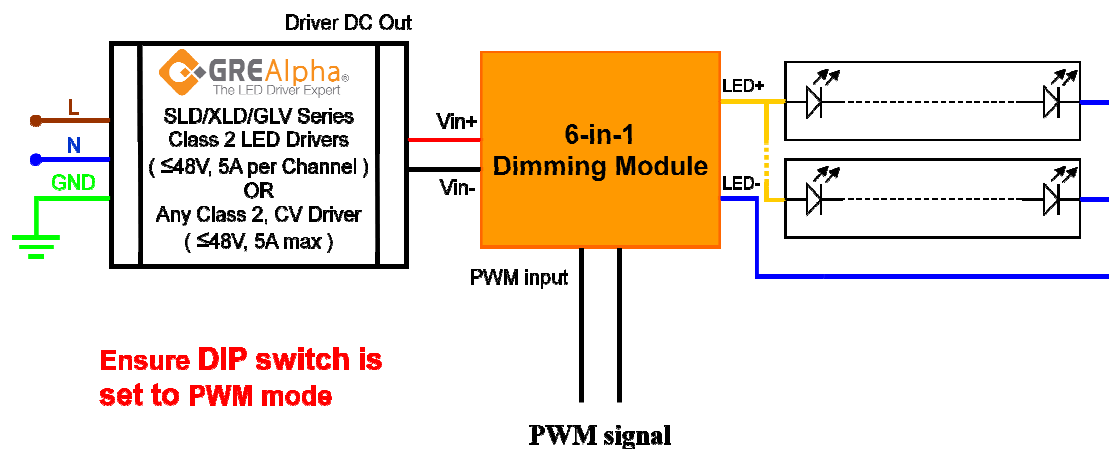 Driver DC Out
GREAlpha®
The LED Driver Expert
SLD/XLD/GLV Series
Class 2 LED Drivers
( ≤48V, 5A per Channel )
OR
Any Class 2, CV Driver
( ≤48V, 5A max )
L
N
GND
Vin+
Vin-
6-in-1
Dimming Module
LED+
LED-
PWM input
Ensure DIP switch is
set to PWM mode
PWM signal